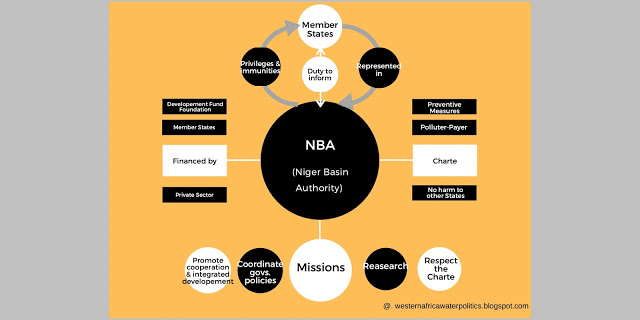 Member
States
Privileges &
Immunities
Duty to
inform
Represented
in
Developement Fund
Foundation
Member States
Financed by
Private Sector
NBA
(Niger Basin
Authority)
Preventive
Measures
Polluter-Payer
Charte
No harm to
other States
Promote
cooperation
& integrated
developement
Coordinate
govs.
policies
Missions
Reasearch
Respect
the
Charte
@. westernafricawaterpolitics.blogspot.com